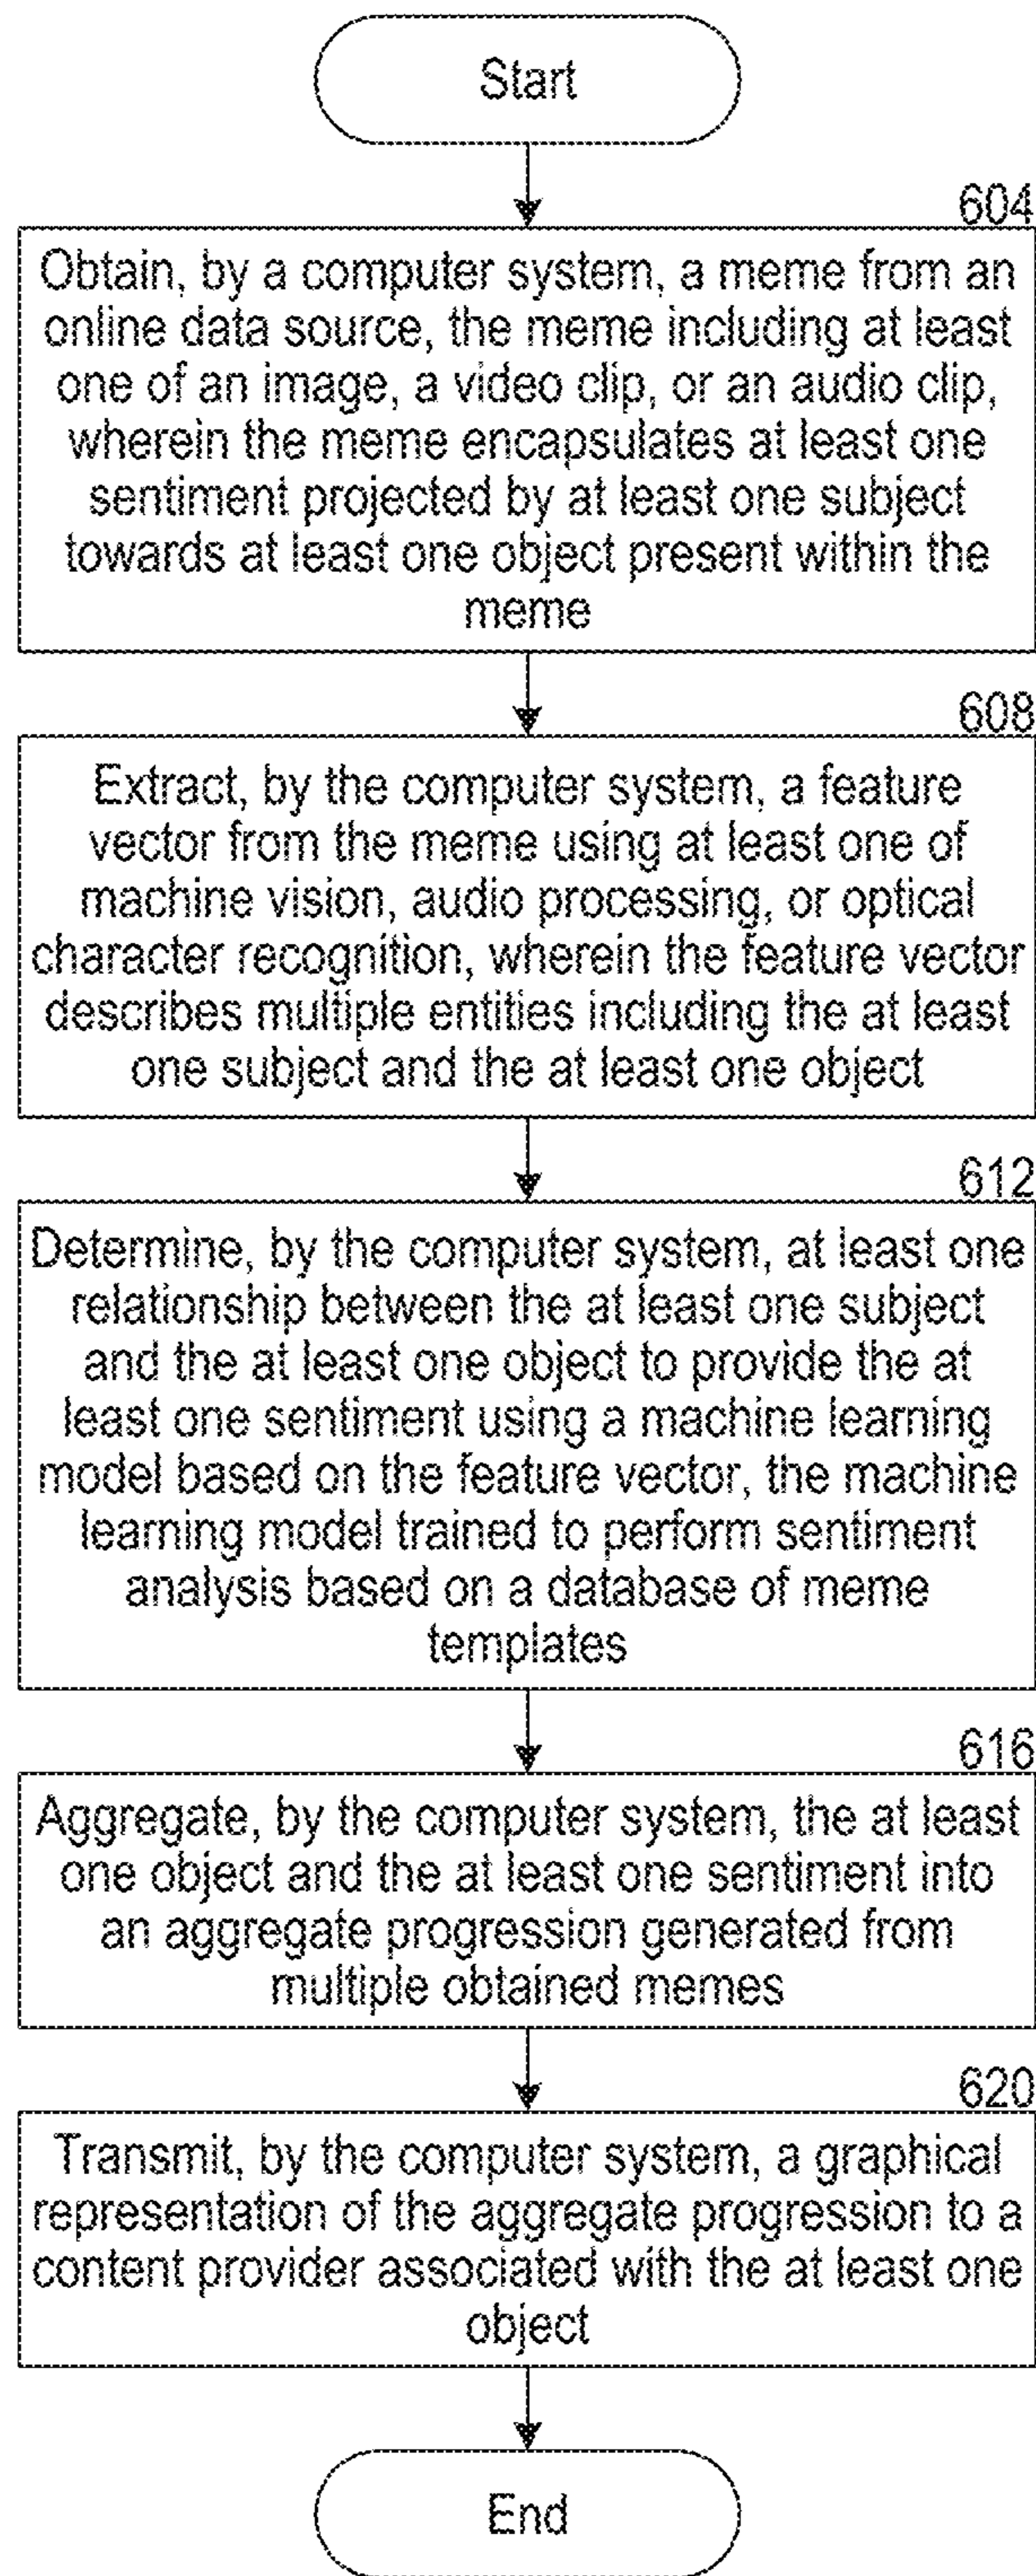 Start
604
Obtain, by a computer system, a meme from an
online data source, the meme including at least
one of an image, a video clip, or an audio clip,
wherein the meme encapsulates at least one
sentiment projected by at least one subject
towards at least one object present within the
meme
608
Extract, by the computer system, a feature
vector from the meme using at least one of
machine vision, audio processing, or optical
character recognition, wherein the feature vector
describes multiple entities including the at least
one subject and the at least one object
612
Determine, by the computer system, at least one
relationship between the at least one subject
and the at least one object to provide the at
least one sentiment using a machine learning
model based on the feature vector, the machine
learning model trained to perform sentiment
analysis based on a database of meme
templates
616
Aggregate, by the computer system, the at least
one object and the at least one sentiment into
an aggregate progression generated from
multiple obtained memes
620
Transmit, by the computer system, a graphical
representation of the aggregate progression to a
content provider associated with the at least one
object
End